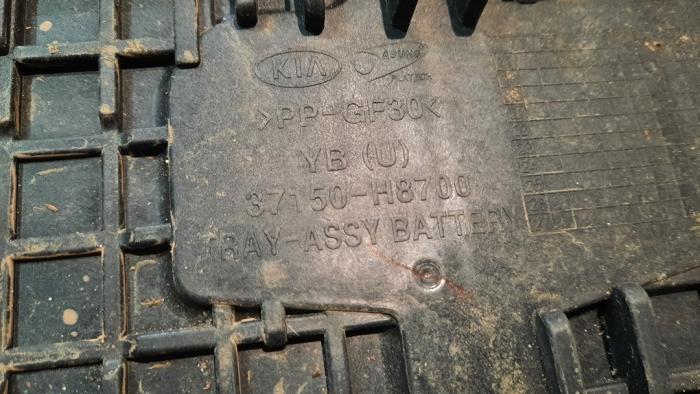 KIA
>PP-GF30<
YB (U)
37150-H8700
TRAY-ASSY BATTERY